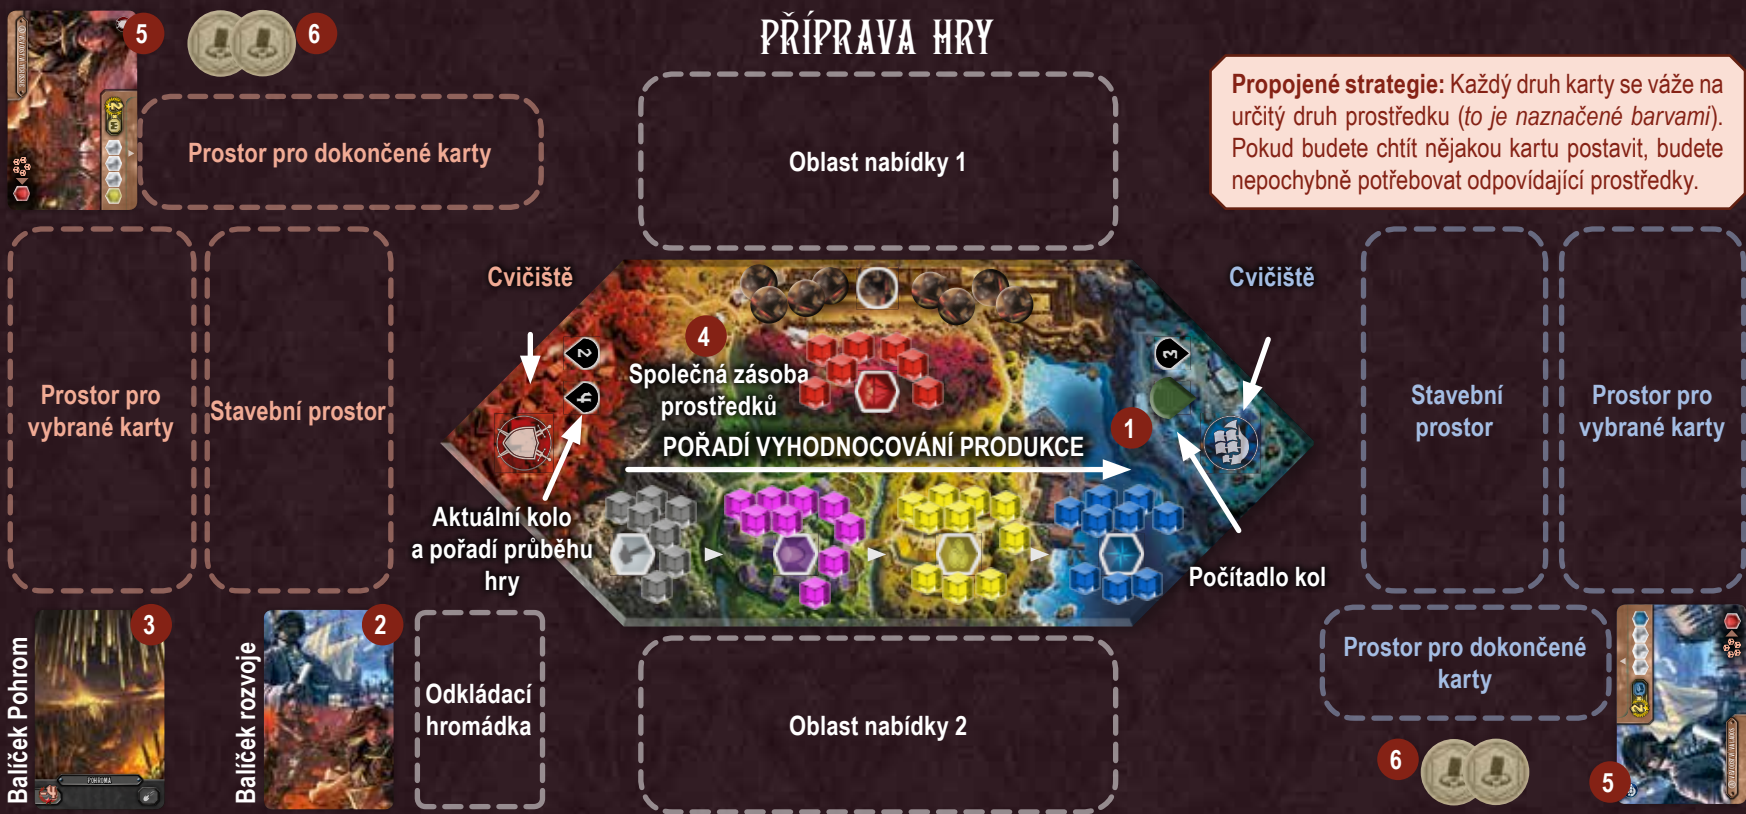 PŘÍPRAVA HRY
5
6
Prostor pro dokončené karty
Oblast nabídky 1
Propojené strategie: Každý druh karty se váže na
určitý druh prostředku (to je naznačené barvami).
Pokud budete chtít nějakou kartu postavit, budete
nepochybně potřebovat odpovídající prostředky.
Cvičiště
Cvičiště
4
Společná zásoba
prostředků
2
4
3
Prostor pro
vybrané karty
Stavební prostor
Stavební
prostor
Prostor pro
vybrané karty
1
POŘADÍ VYHODNOCOVÁNÍ PRODUKCE
Aktuální kolo
a pořadí průběhu
hry
Počítadlo kol
Balíček Pohrom
3
POHROMA
Balíček rozvoje
2
Odkládací
hromádka
Oblast nabídky 2
Prostor pro dokončené
karty
6
5